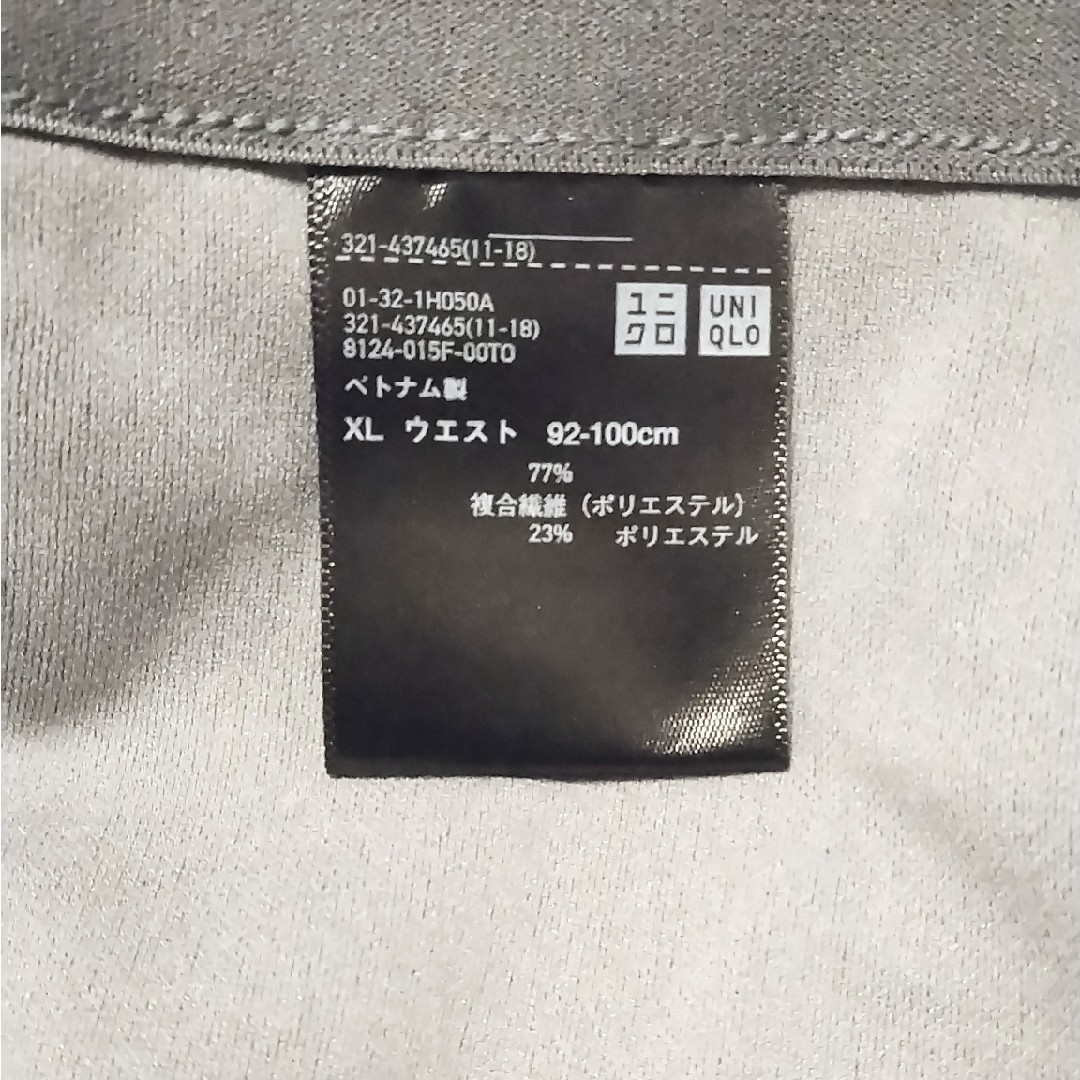 321-437465(11-18)
01-32-1H050A
321-437465(11-18)
8124-015F-00TO
ユニ
クロ
UNI
QLO
ベトナム製
XL ウエスト 92-100cm
77%
複合繊維(ポリエステル)
23% ポリエステル